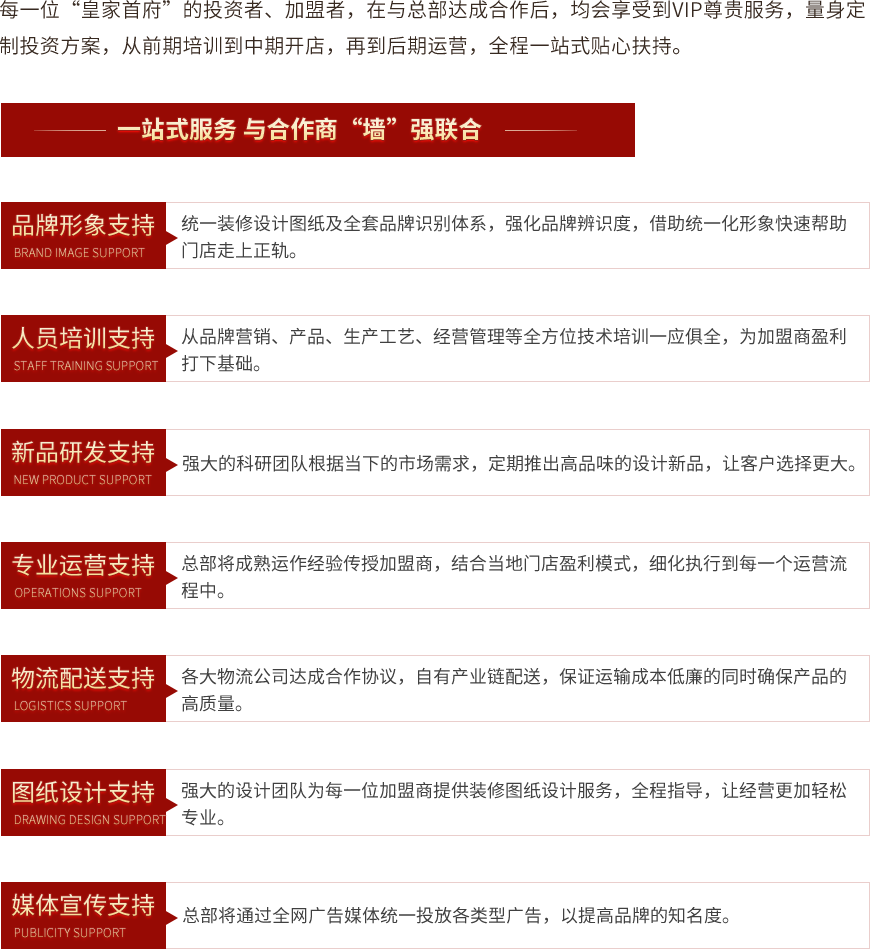 每一位“皇家首府”的投资者、加盟者，在与总部达成合作后，均会享受到VIP尊贵服务，量身定
制投资方案，从前期培训到中期开店，再到后期运营，全程一站式贴心扶持。
一站式服务 与合作商“墙”强联合
品牌形象支持
BRAND IMAGE SUPPORT
统一装修设计图纸及全套品牌识别体系，强化品牌辨识度，借助统一化形象快速帮助
门店走上正轨。
人员培训支持
STAFF TRAINING SUPPORT
从品牌营销、产品、生产工艺、经营管理等全方位技术培训一应俱全，为加盟商盈利
打下基础。
新品研发支持
NEW PRODUCT SUPPORT
强大的科研团队根据当下的市场需求，定期推出高品味的设计新品，让客户选择更大。
专业运营支持
OPERATIONS SUPPORT
总部将成熟运作经验传授加盟商，结合当地门店盈利模式，细化执行到每一个运营流
程中。
物流配送支持
LOGISTICS SUPPORT
各大物流公司达成合作协议，自有产业链配送，保证运输成本低廉的同时确保产品的
高质量。
图纸设计支持
DRAWING DESIGN SUPPORT
强大的设计团队为每一位加盟商提供装修图纸设计服务，全程指导，让经营更加轻松
专业。
媒体宣传支持
PUBLICITY SUPPORT
总部将通过全网广告媒体统一投放各类型广告，以提高品牌的知名度。